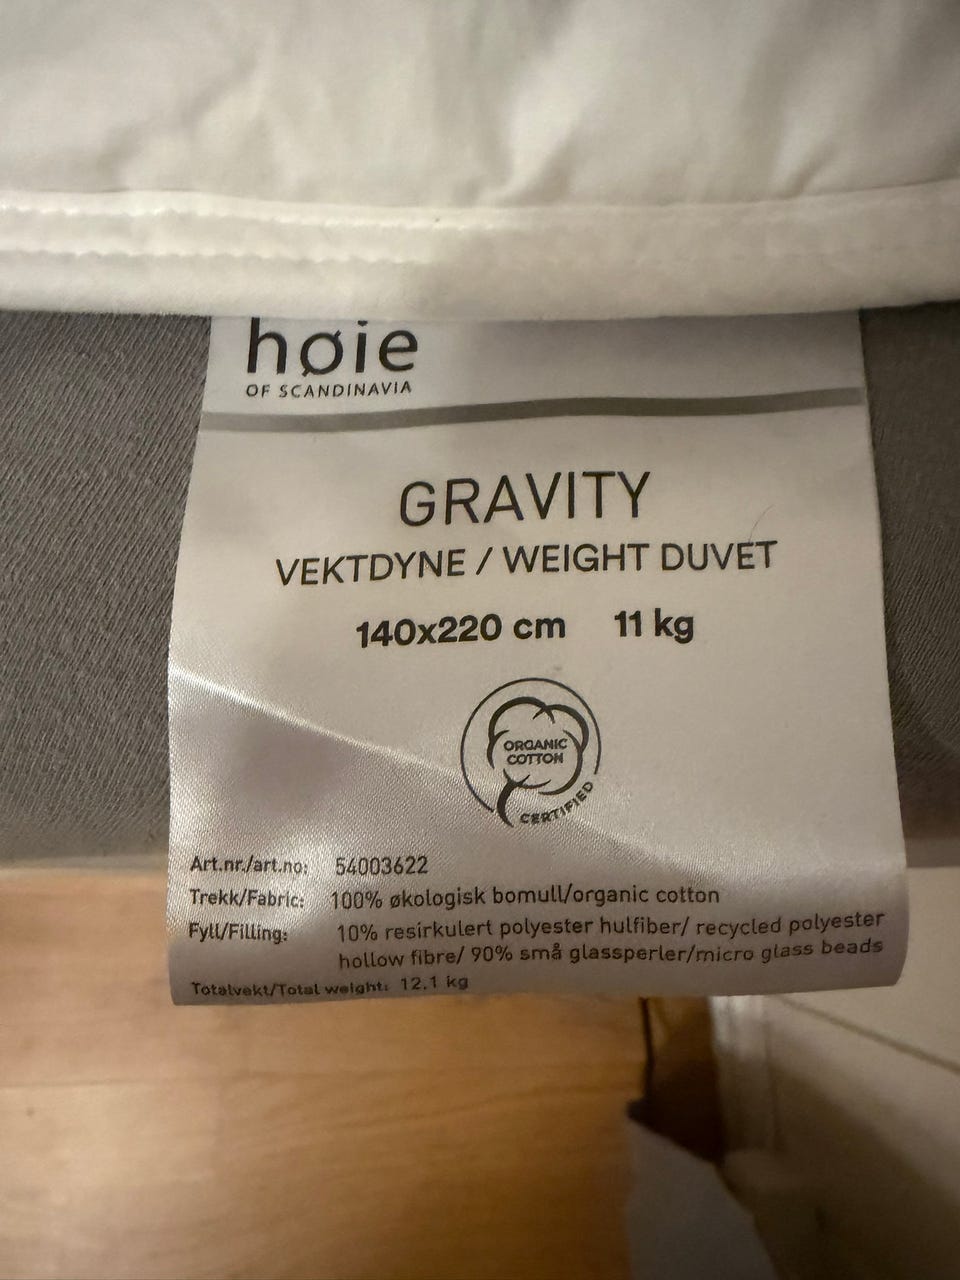 høie
OF SCANDINAVIA
GRAVITY
VEKTDYNE / WEIGHT DUVET
140x220 cm 11 kg
ORGANIC
COTTON
CERTIFIED
Art.nr./art.no: 54003622
Trekk/Fabric: 100% økologisk bomull/organic cotton
Fyll/Filling: 10% resirkulert polyester hulfiber/ recycled polyester
hollow fibre/ 90% små glassperler/micro glass beads
Totalvekt/Total weight: 12,1 kg